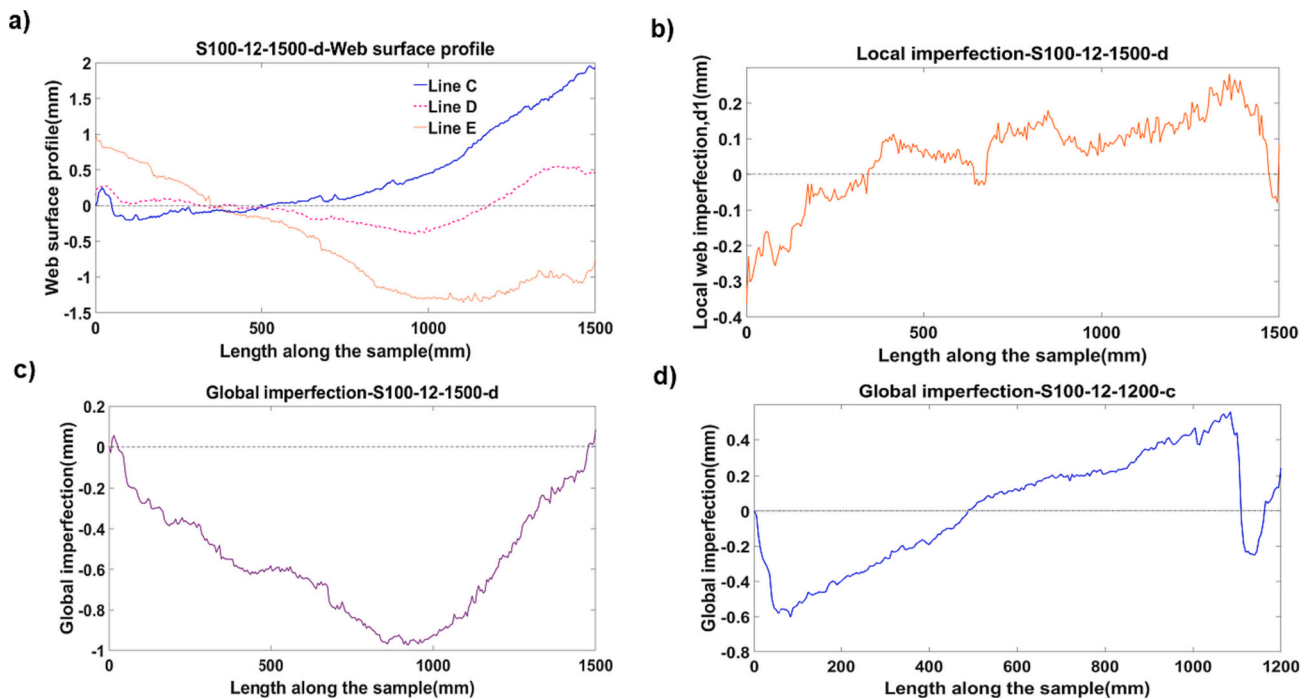 a)
S100-12-1500-d-Web surface profile
Web surface profile(mm)
2
1.5
1
0.5
0
-0.5
-1
-1.5
Line C
Line D
Line E
0 500 1000 1500
Length along the sample(mm)
b)
Local imperfection-S100-12-1500-d
Local web imperfection,d1(mm)
0.2
0.1
0
-0.1
-0.2
-0.3
-0.4
0 500 1000 1500
Length along the sample(mm)
c)
Global imperfection-S100-12-1500-d
Global imperfection(mm)
0.2
0
-0.2
-0.4
-0.6
-0.8
-1
0 500 1000 1500
Length along the sample(mm)
d)
Global imperfection-S100-12-1200-c
Global imperfection(mm)
0.4
0.2
0
-0.2
-0.4
-0.6
-0.8
0 200 400 600 800 1000 1200
Length along the sample(mm)